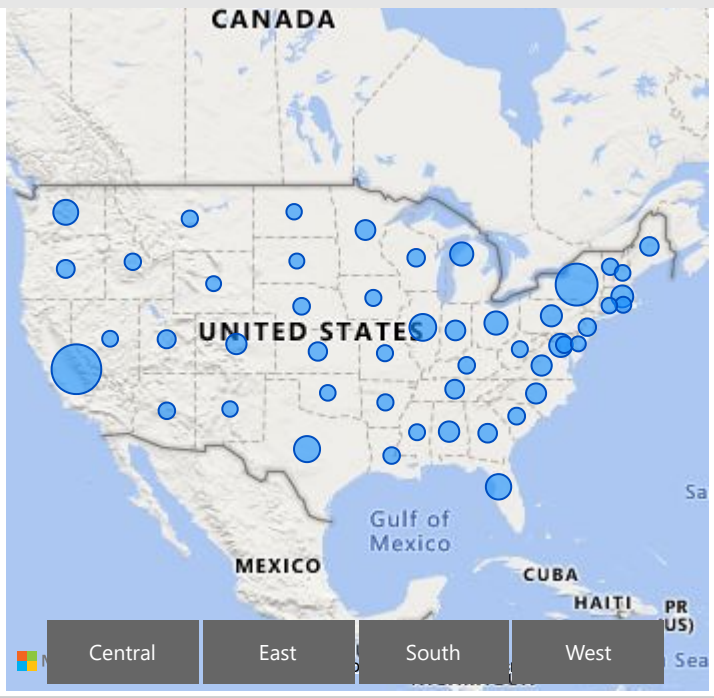 CANADA
UNITED STATES
Gulf of
Mexico
Sa
MEXICO
CUBA
HAITI
PR
(US)
Central
East
South
West
Sea